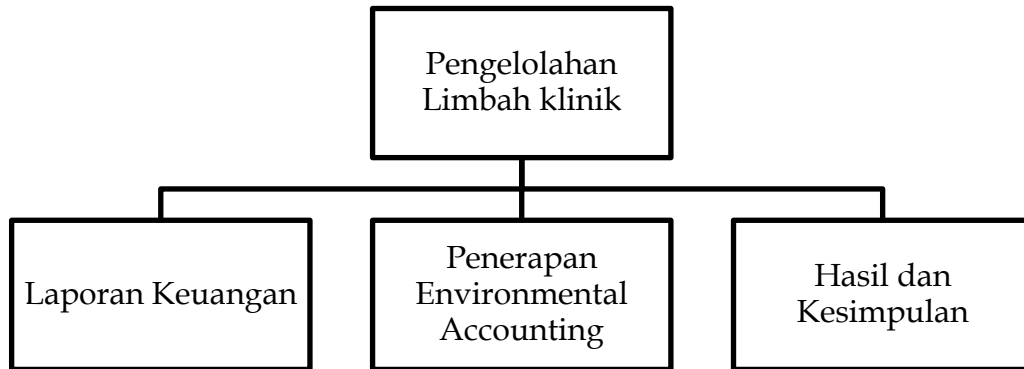 Pengelolahan
Limbah klinik
Laporan Keuangan
Penerapan
Environmental
Accounting
Hasil dan
Kesimpulan